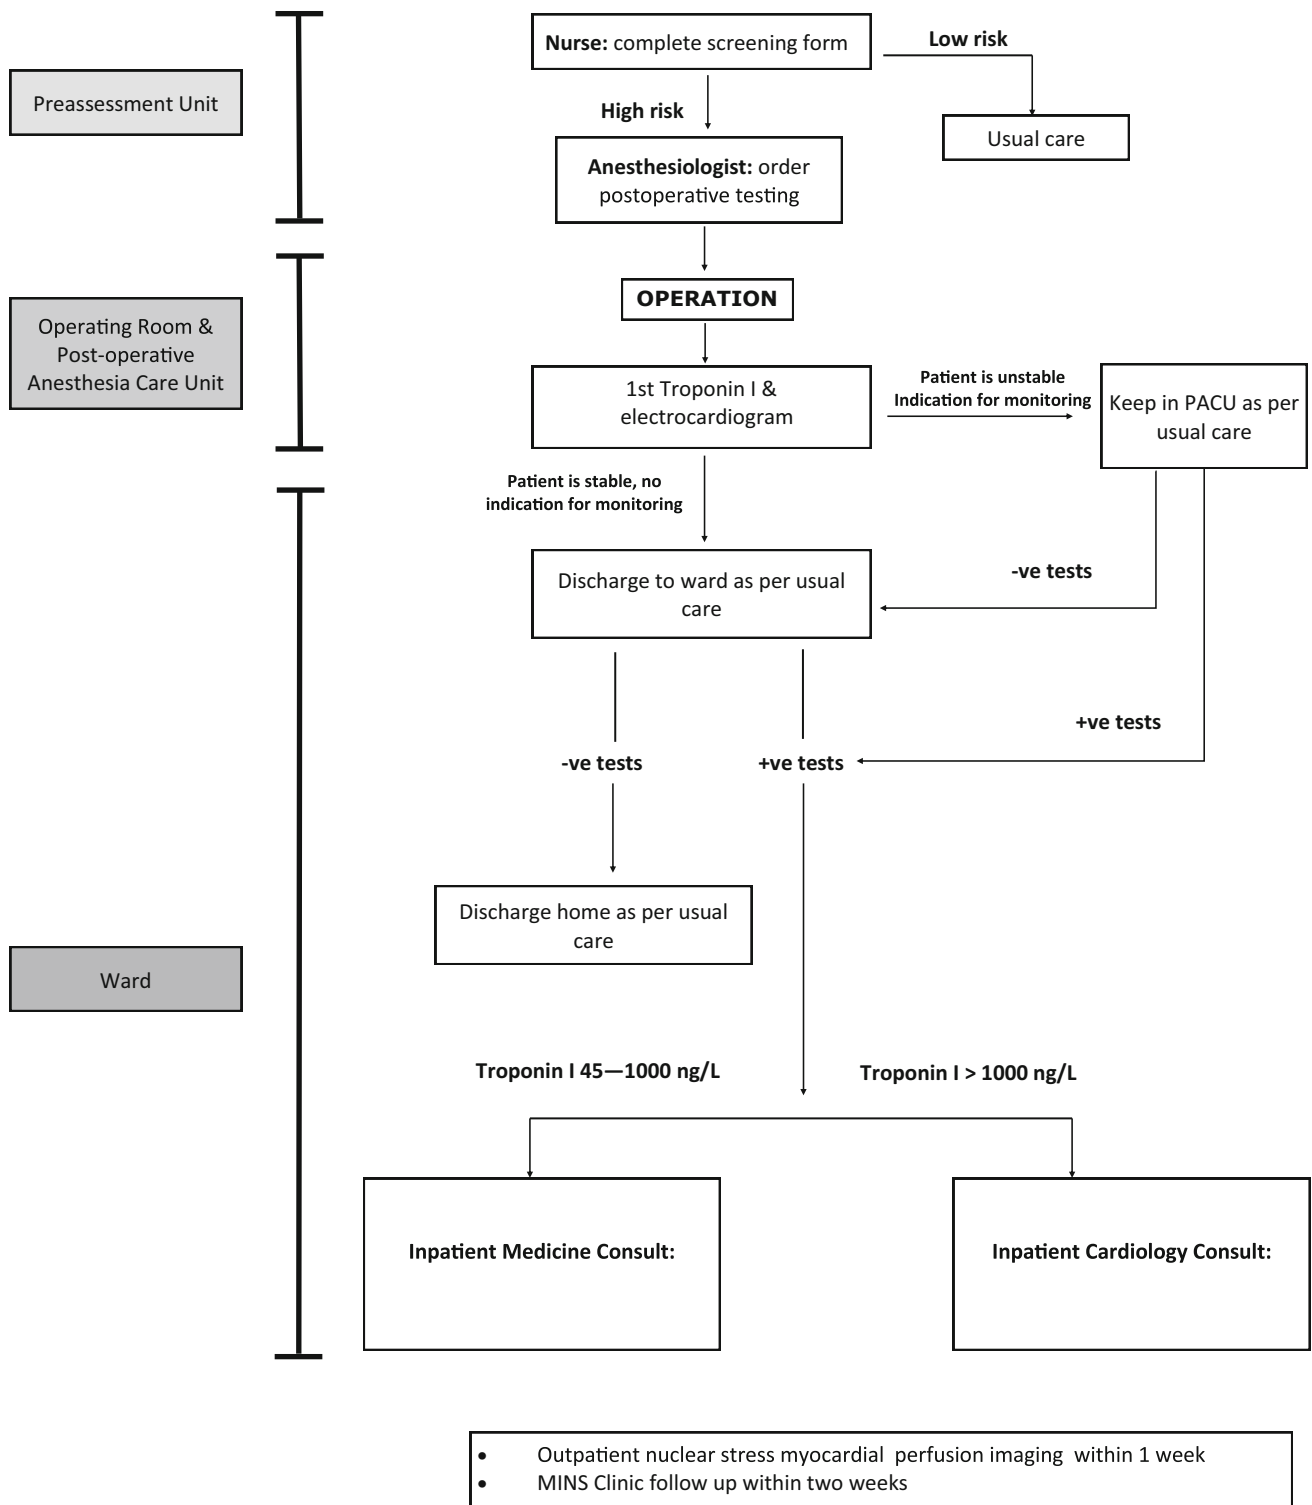 Nurse: complete screening form
Low risk
Preassessment Unit
High risk
Usual care
Anesthesiologist: order
postoperative testing
OPERATION
Operating Room &
Post-operative
Anesthesia Care Unit
1st Troponin I &
electrocardiogram
Patient is unstable
Indication for monitoring
Keep in PACU as per
usual care
Patient is stable, no
indication for monitoring
Discharge to ward as per usual
care
-ve tests
+ve tests
-ve tests
+ve tests
Discharge home as per usual
care
Ward
Troponin I 45—1000 ng/L
Troponin I > 1000 ng/L
Inpatient Medicine Consult:
Inpatient Cardiology Consult:
• Outpatient nuclear stress myocardial perfusion imaging within 1 week
• MINS Clinic follow up within two weeks